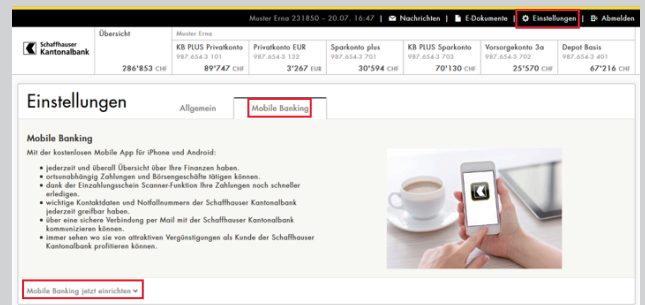 Muster Erna 231850 – 20.07. 16:47 | Nachrichten | E-Dokumente | Einstellungen | Abmelden
Schaffhauser
Kantonalbank
Übersicht
286'853 CHF
Muster Erna
KB PLUS Privatkonto
987.654-3 101
89'747 CHF
Privatkonto EUR
987.654-3 132
3'267 EUR
Sparkonto plus
987.654-3 701
30'594 CHF
KB PLUS Sparkonto
987.654-3 703
70'130 CHF
Vorsorgekonto 3a
987.654-3 702
25'570 CHF
Depot Basis
987.654-3 401
67'216 CHF
Einstellungen
Allgemein
Mobile Banking
Mobile Banking
Mit der kostenlosen Mobile App für iPhone und Android:
• jederzeit und überall Übersicht über Ihre Finanzen haben.
• ortsunabhängig Zahlungen und Börsengeschäfte tätigen können.
• dank der Einzahlungsschein Scanner-Funktion Ihre Zahlungen noch schneller
erledigen.
• wichtige Kontaktdaten und Notfallnummern der Schaffhauser Kantonalbank
jederzeit greifbar haben.
• über eine sichere Verbindung per Mail mit der Schaffhauser Kantonalbank
kommunizieren können.
• immer sehen wo sie von attraktiven Vergünstigungen als Kunde der Schaffhauser
Kantonalbank profitieren können.
Mobile Banking jetzt einrichten